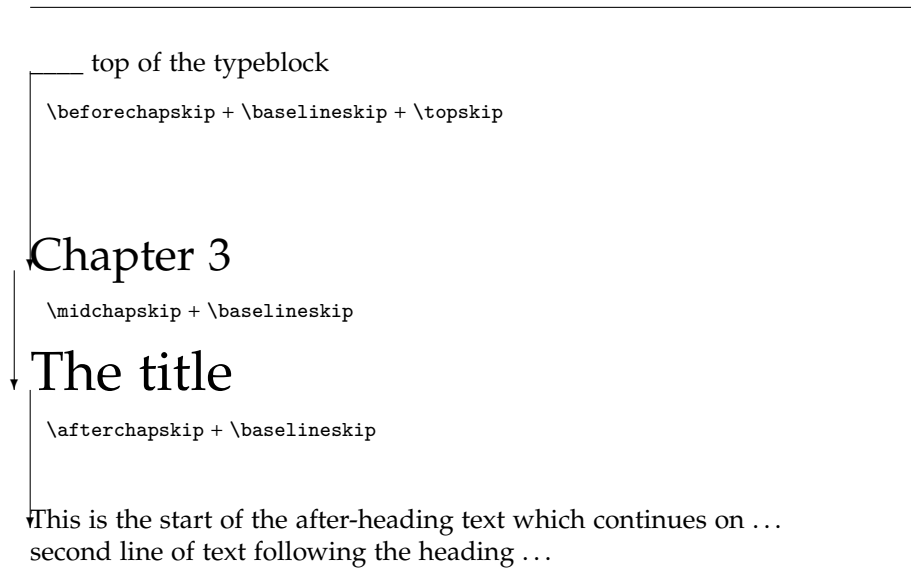 ____ top of the typeblock
\beforechapskip + \baselineskip + \topskip
Chapter 3
\midchapskip + \baselineskip
The title
\afterchapskip + \baselineskip
This is the start of the after-heading text which continues on ...
second line of text following the heading ...